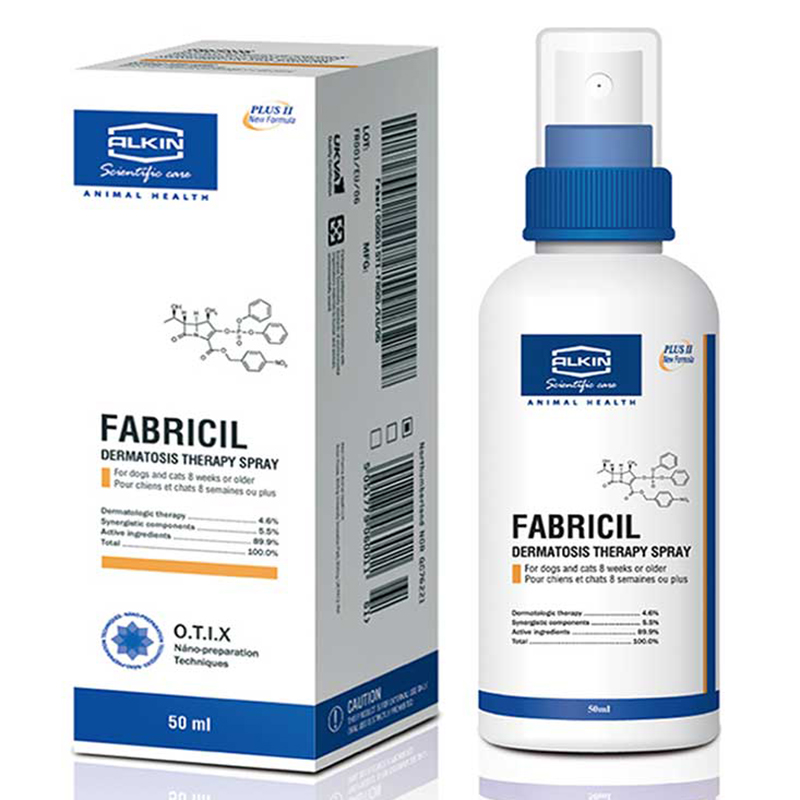 PLUS II
New Formula
ALKIN
Scientific care
ANIMAL HEALTH
FABRICIL
DERMATOSIS THERAPY SPRAY
For dogs and cats 8 weeks or older
Pour chiens et chats 8 semaines ou plus
Dermatologic therapy 4.6%
Synergistic components 5.5%
Active ingredients 89.9%
Total 100.0%
O.T.I.X
Náno-preparation
Techniques
50 ml
UKVA
LOT:
F8001/EU/06
MFG:
CAUTION
PLUS II
New Formula
ALKIN
Scientific care
ANIMAL HEALTH
FABRICIL
DERMATOSIS THERAPY SPRAY
For dogs and cats 8 weeks or older
Pour chiens et chats 8 semaines ou plus
Dermatologic therapy 4.6%
Synergistic components 5.5%
Active ingredients 89.9%
Total 100.0%
50ml